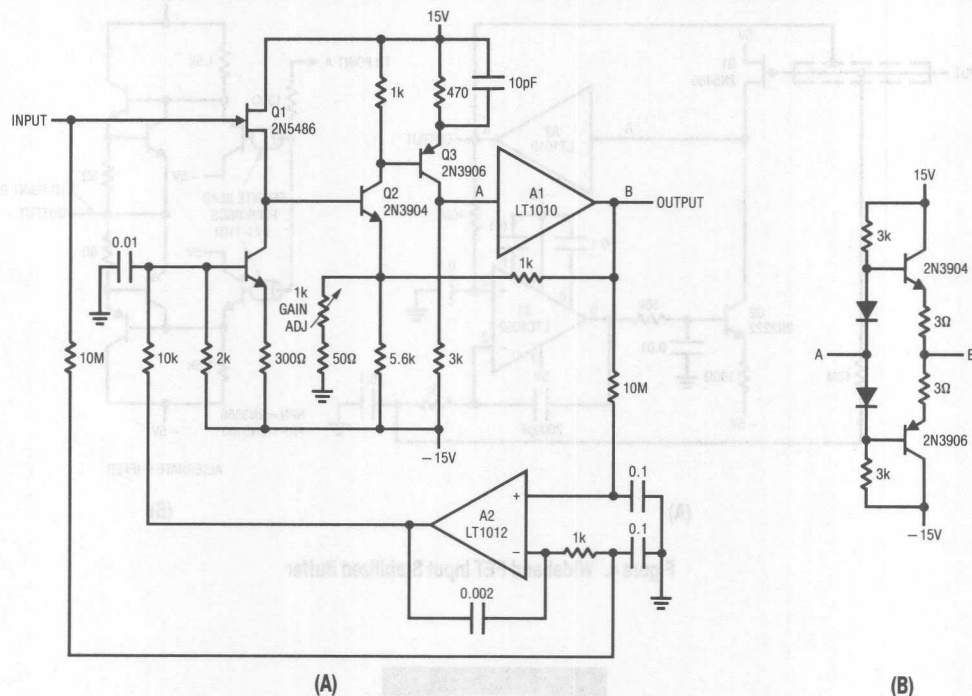 15V
1k
470
10pF
INPUT
Q1
2N5486
Q3
2N3906
Q2
2N3904
A
A1
LT1010
B
OUTPUT
0.01
1k
GAIN
ADJ
1k
10M
10k
2k
300Ω
50Ω
5.6k
3k
10M
−15V
A2
LT1012
+
−
0.1
1k
0.1
0.002
(A)
15V
3k
2N3904
3Ω
A
B
3Ω
2N3906
3k
−15V
(B)